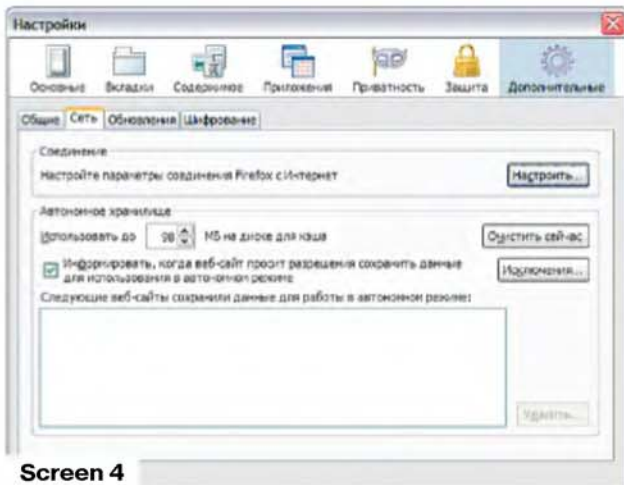 Настройки
Основные Вкладки Содержимое Приложения Приватность Защита Дополнительные
Общие Сеть Обновления Шифрование
Соединение
Настройте параметры соединения Firefox с Интернет Настроить...
Автономное хранилище
Использовать до 98 МБ на диске для кэша Очистить сейчас
Информировать, когда веб-сайт просит разрешения сохранить данные
для использования в автономном режиме Исключения...
Следующие веб-сайты сохранили данные для работы в автономном режиме:
Удалить...
Screen 4